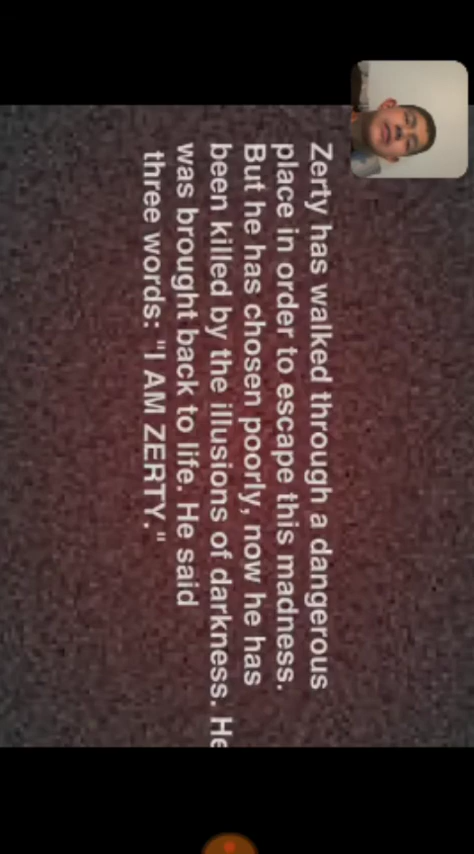 Zerty has walked through a dangerous
place in order to escape this madness.
But he has chosen poorly, now he has
been killed by the illusions of darkness. He
was brought back to life. He said
three words: "I AM ZERTY."